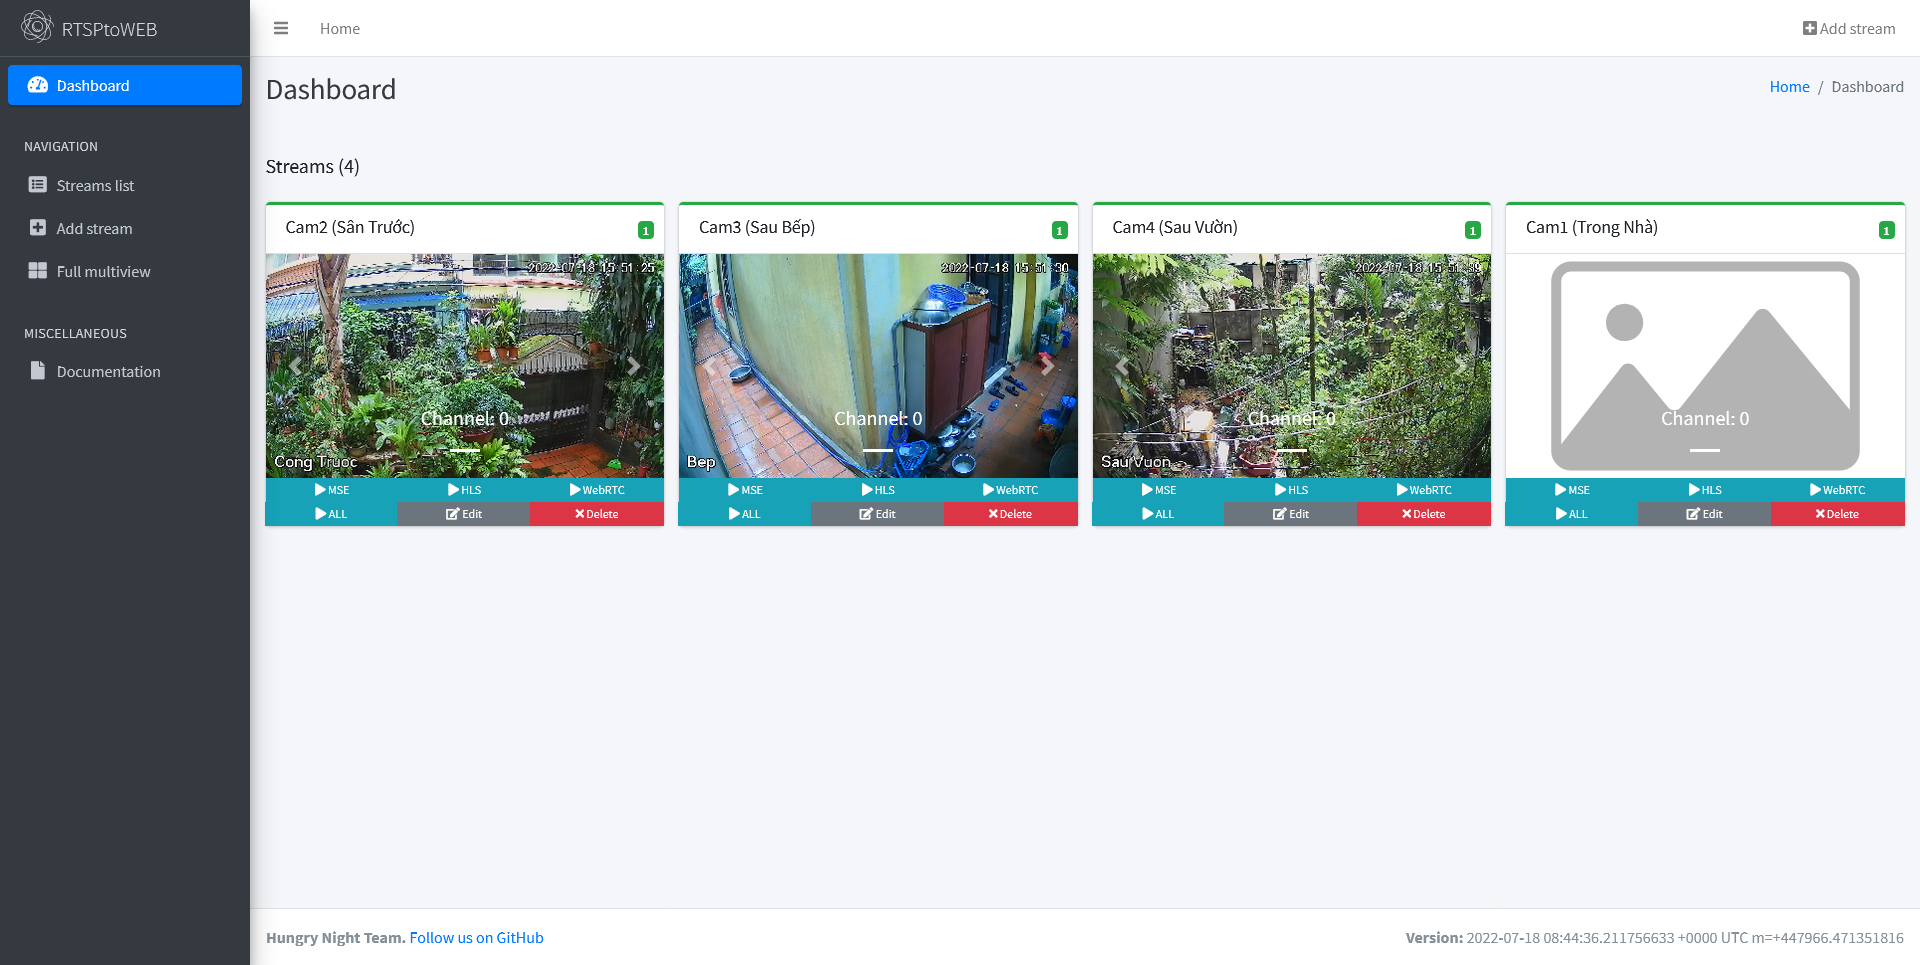 RTSPtoWEB
Home
Add stream
Dashboard
Dashboard
Home / Dashboard
NAVIGATION
Streams list
Add stream
Full multiview
MISCELLANEOUS
Documentation
Streams (4)
Cam2 (Sân Trước) 1
2022-07-18 15:51:25
Channel: 0
Cong Truoc
MSE HLS WebRTC
ALL Edit Delete
Cam3 (Sau Bếp) 1
2022-07-18 15:51:30
Channel: 0
Bep
MSE HLS WebRTC
ALL Edit Delete
Cam4 (Sau Vườn) 1
2022-07-18
Channel: 0
Sau Vuon
MSE HLS WebRTC
ALL Edit Delete
Cam1 (Trong Nhà) 1
Channel: 0
MSE HLS WebRTC
ALL Edit Delete
Hungry Night Team. Follow us on GitHub
Version: 2022-07-18 08:44:36.211756633 +0000 UTC m=+447966.471351816